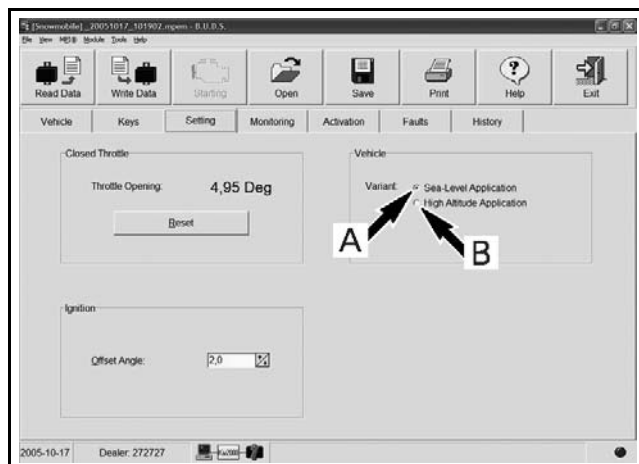 [Snowmobile] _20051017_101902.mpem - B.U.D.S.
File View MPEM Module Tools Help
Read Data Write Data Starting Open Save Print Help Exit
Vehicle Keys Setting Monitoring Activation Faults History
Closed Throttle
Throttle Opening: 4,95 Deg
Reset
Vehicle
Variant: Sea-Level Application
High Altitude Application
A
B
Ignition
Offset Angle: 2,0
2005-10-17 Dealer: 272727 Kw2000